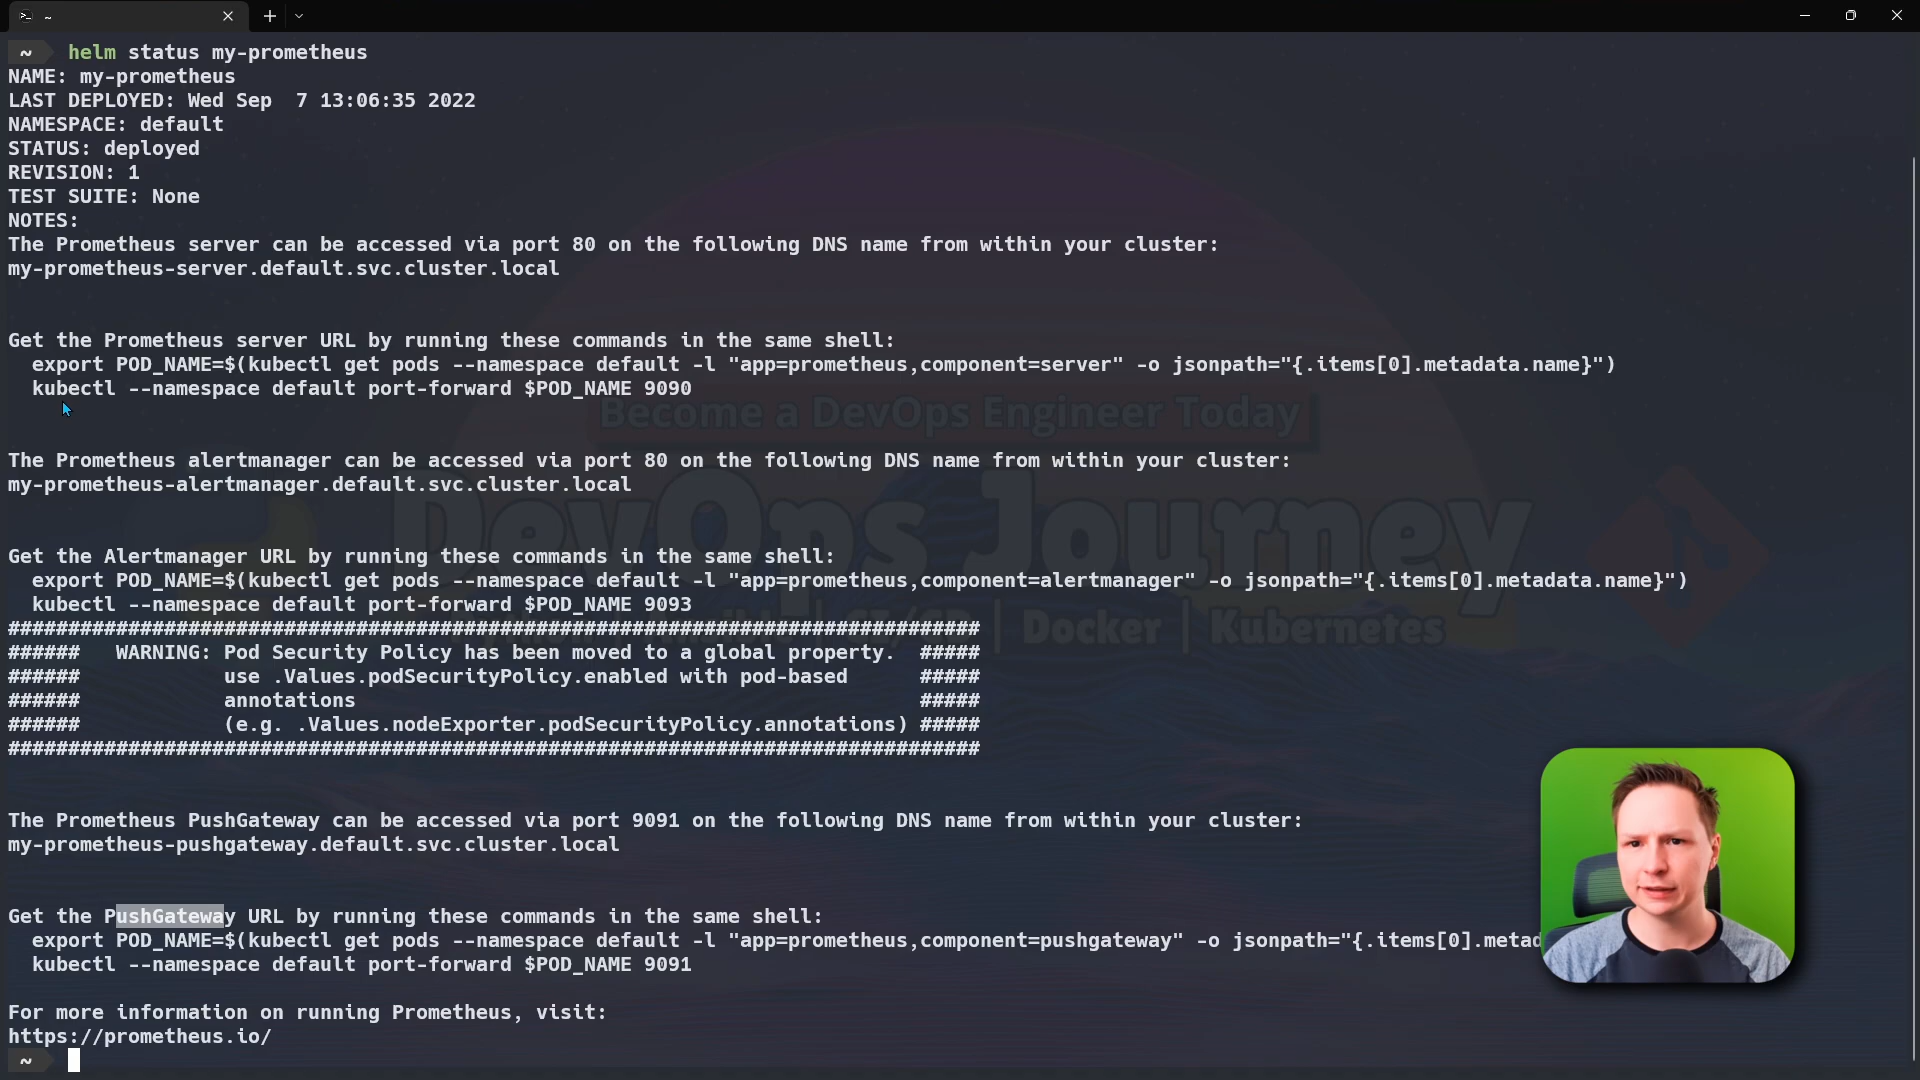 ~
~ helm status my-prometheus
NAME: my-prometheus
LAST DEPLOYED: Wed Sep  7 13:06:35 2022
NAMESPACE: default
STATUS: deployed
REVISION: 1
TEST SUITE: None
NOTES:
The Prometheus server can be accessed via port 80 on the following DNS name from within your cluster:
my-prometheus-server.default.svc.cluster.local
Get the Prometheus server URL by running these commands in the same shell:
  export POD_NAME=$(kubectl get pods --namespace default -l "app=prometheus,component=server" -o jsonpath="{.items[0].metadata.name}")
  kubectl --namespace default port-forward $POD_NAME 9090
Become a DevOps Engineer Today
The Prometheus alertmanager can be accessed via port 80 on the following DNS name from within your cluster:
my-prometheus-alertmanager.default.svc.cluster.local
DevOps Journey
Get the Alertmanager URL by running these commands in the same shell:
  export POD_NAME=$(kubectl get pods --namespace default -l "app=prometheus,component=alertmanager" -o jsonpath="{.items[0].metadata.name}")
  kubectl --namespace default port-forward $POD_NAME 9093
| Docker | Kubernetes
#################################################################################
######   WARNING: Pod Security Policy has been moved to a global property.  #####
######            use .Values.podSecurityPolicy.enabled with pod-based      #####
######            annotations                                               #####
######            (e.g. .Values.nodeExporter.podSecurityPolicy.annotations) #####
#################################################################################
The Prometheus PushGateway can be accessed via port 9091 on the following DNS name from within your cluster:
my-prometheus-pushgateway.default.svc.cluster.local
Get the PushGateway URL by running these commands in the same shell:
  export POD_NAME=$(kubectl get pods --namespace default -l "app=prometheus,component=pushgateway" -o jsonpath="{.items[0].metad
  kubectl --namespace default port-forward $POD_NAME 9091
For more information on running Prometheus, visit:
https://prometheus.io/
~